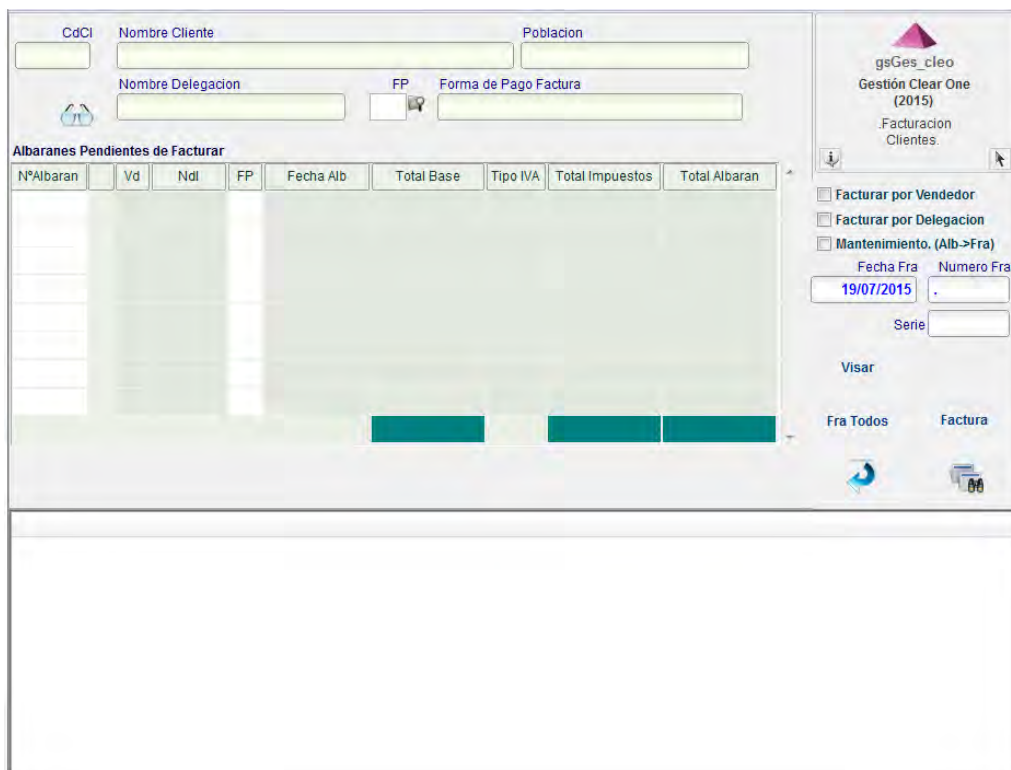 CdCl Nombre Cliente Poblacion
Nombre Delegacion FP Forma de Pago Factura
Albaranes Pendientes de Facturar
NºAlbaran Vd Ndl FP Fecha Alb Total Base Tipo IVA Total Impuestos Total Albaran
gsGes_cleo
Gestión Clear One
(2015)
.Facturacion
Clientes.
i
Facturar por Vendedor
Facturar por Delegacion
Mantenimiento. (Alb->Fra)
Fecha Fra Numero Fra
19/07/2015 .
Serie
Visar
Fra Todos Factura